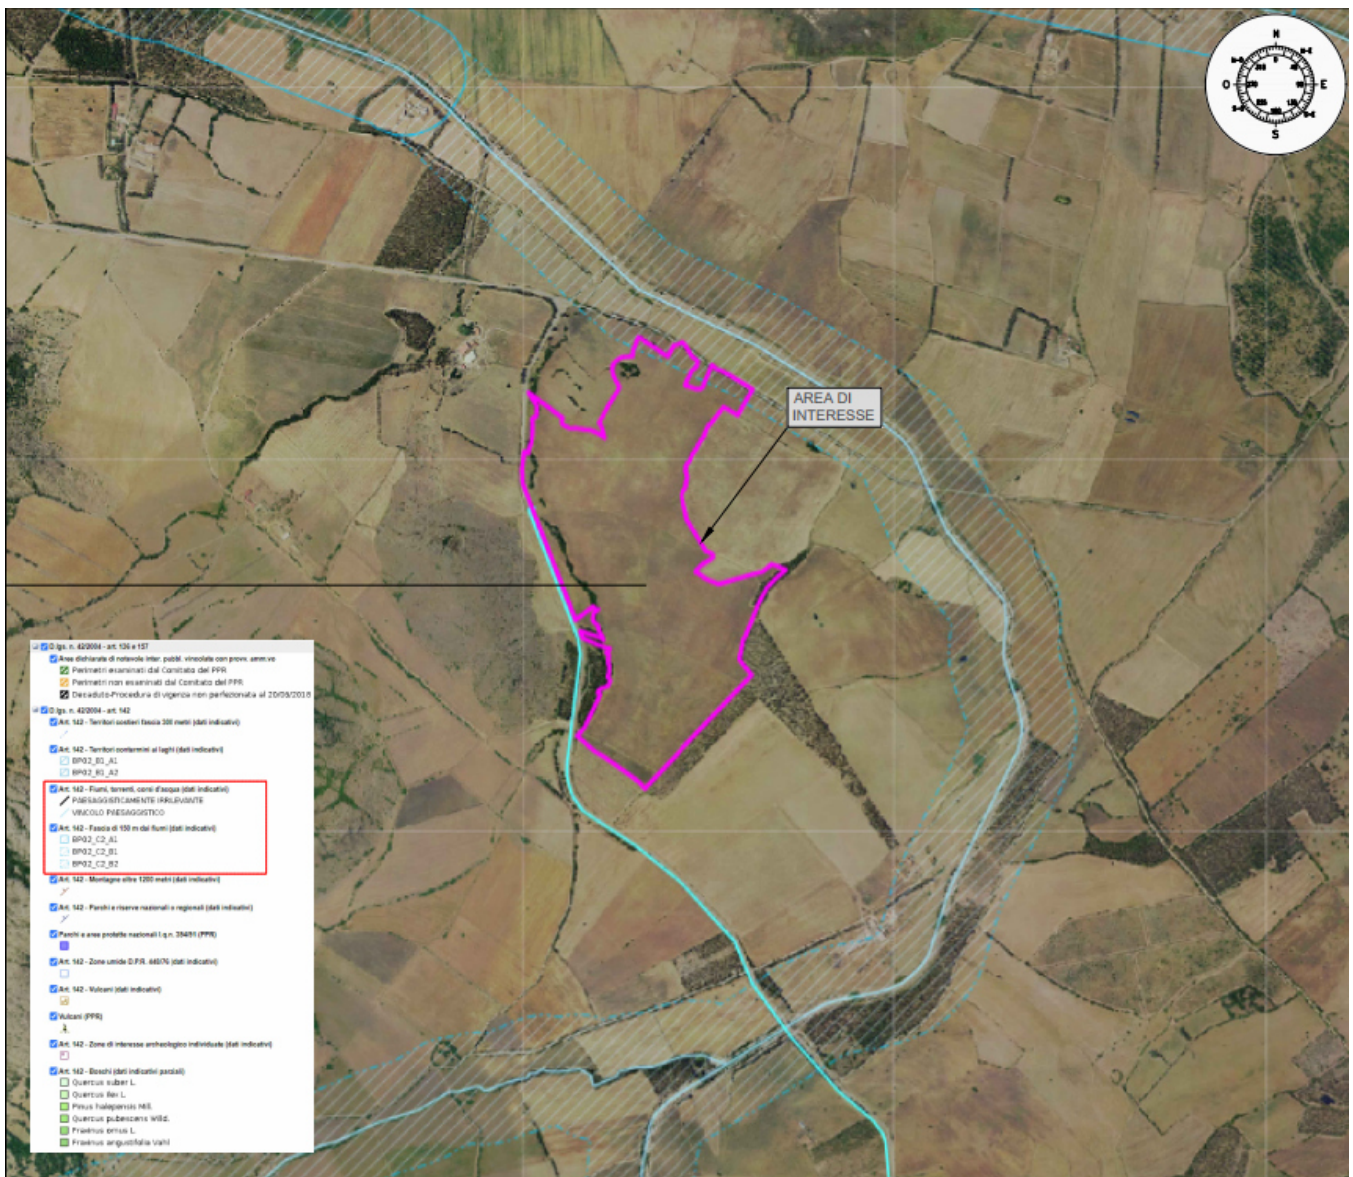 N
O
E
S
AREA DI
INTERESSE
D.lgs. n. 42/2004 - art. 136 e 157
Aree dichiarate di notevole inter. pubbl. vincolate con provv. amm.vo
Perimetri esaminati dal Comitato del PPR
Perimetri non esaminati dal Comitato del PPR
Decaduto-Procedura di vigenza non perfezionata al
D.lgs. n. 42/2004 - art. 142
Art. 142 - Territori costieri fascia 300 metri (dati indicativi)
Art. 142 - Territori contermini ai laghi (dati indicativi)
BP02_B1_A1
BP02_B1_A2
Art. 142 - Fiumi, torrenti, corsi d'acqua (dati indicativi)
PAESAGGISTICAMENTE IRRILEVANTE
VINCOLO PAESAGGISTICO
Art. 142 - Fascia di 150 m dai fiumi (dati indicativi)
BP02_C2_A1
BP02_C2_B1
BP02_C2_B2
Art. 142 - Montagne oltre 1200 metri (dati indicativi)
Art. 142 - Parchi e riserve nazionali o regionali (dati indicativi)
Parchi e aree protette nazionali l.q.n. 394/91 (PPR)
Art. 142 - Zone umide D.P.R. 448/76 (dati indicativi)
Art. 142 - Vulcani (dati indicativi)
Vulcani (PPR)
Art. 142 - Zone di interesse archeologico individuate (dati indicativi)
Art. 142 - Boschi (dati indicativi parziali)
Quercus suber L.
Quercus ilex L.
Pinus halepensis Mill.
Quercus pubescens Willd.
Fraxinus ornus L.
Fraxinus angustifolia Vahl